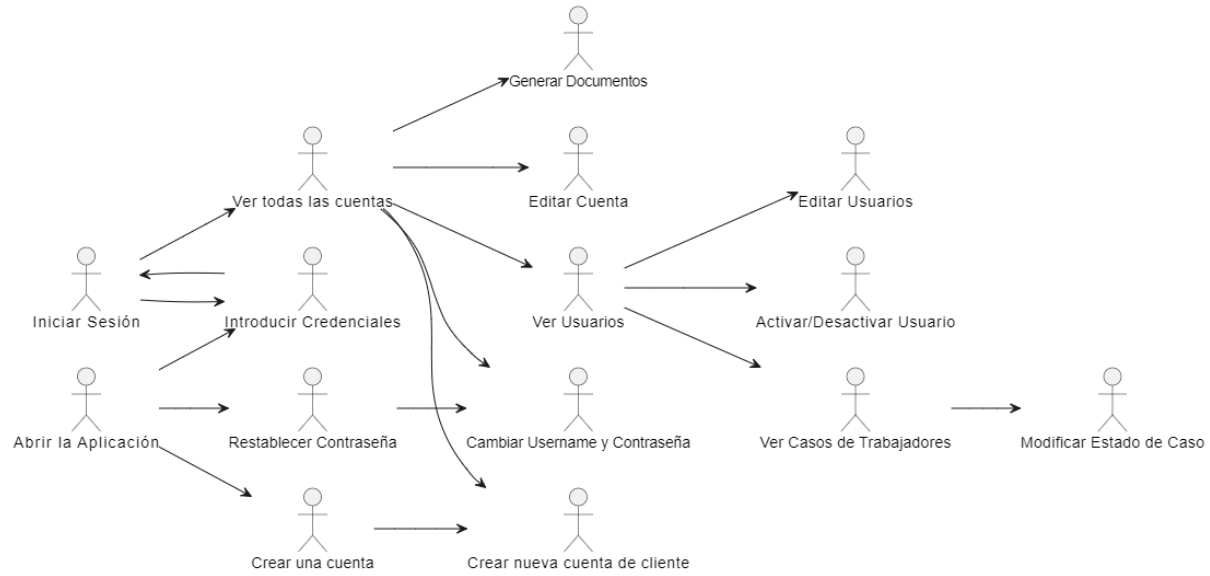 Generar Documentos
Ver todas las cuentas
Editar Cuenta
Editar Usuarios
Iniciar Sesión
Introducir Credenciales
Ver Usuarios
Activar/Desactivar Usuario
Abrir la Aplicación
Restablecer Contraseña
Cambiar Username y Contraseña
Ver Casos de Trabajadores
Modificar Estado de Caso
Crear una cuenta
Crear nueva cuenta de cliente